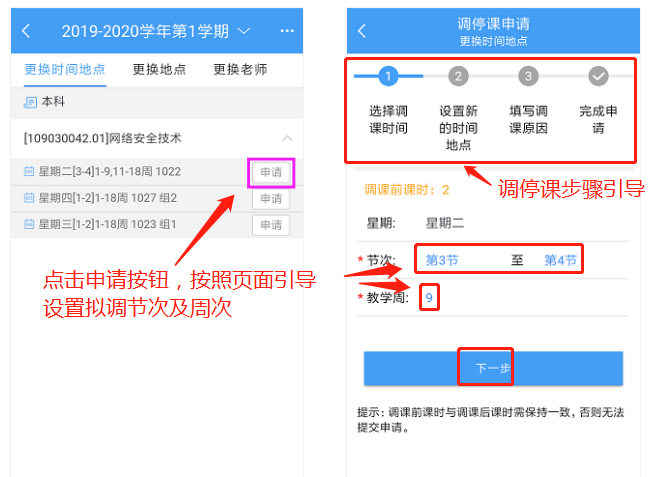 2019-2020学年第1学期
更换时间地点
更换地点
更换老师
本科
[109030042.01]网络安全技术
星期二[3-4]1-9,11-18周 1022
申请
星期四[1-2]1-18周 1027 组2
申请
星期三[1-2]1-18周 1023 组1
申请
点击申请按钮，按照页面引导
设置拟调节次及周次
调停课申请
更换时间地点
1
2
3
选择调
课时间
设置新
的时间
地点
填写调
课原因
完成申
请
调停课步骤引导
调课前课时: 2
星期: 星期二
* 节次: 第3节 至 第4节
* 教学周: 9
下一步
提示：调课前课时与调课后课时需保持一致，否则无法
提交申请。